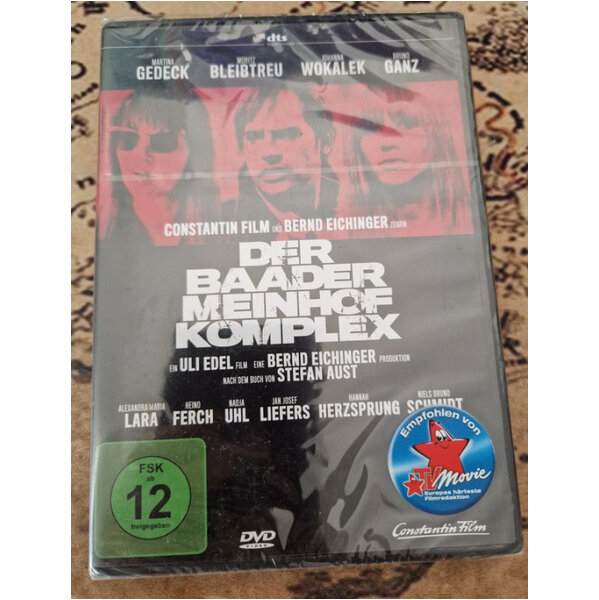 dts
MARTINA GEDECK MORITZ BLEIBTREU JOHANNA WOKALEK BRUNO GANZ
CONSTANTIN FILM UND BERND EICHINGER ZEIGEN
DER
BAADER
MEINHOF
KOMPLEX
EIN ULI EDEL FILM EINE BERND EICHINGER PRODUKTION
NACH DEM BUCH VON STEFAN AUST
ALEXANDRA MARIA LARA HEINO FERCH NADJA UHL JAN JOSEF LIEFERS HANNAH HERZSPRUNG NIELS BRUNO SCHMIDT
Empfohlen von
TV Movie
Europas härteste
Filmredaktion
FSK
ab
12
freigegeben
DVD
VIDEO
Constantin Film